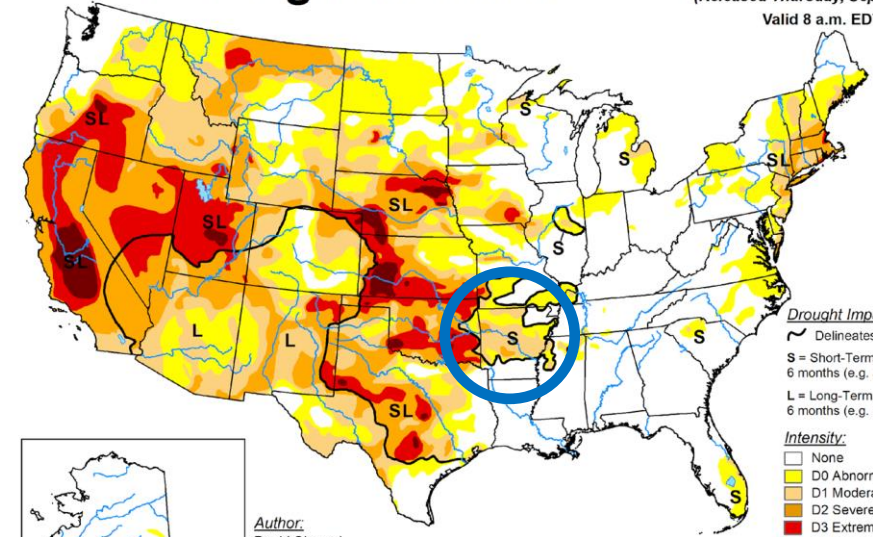 Valid 8 a.m. ED
S
SL
S
SL
SL
SL
S
SL
L
L
S
S
SL
S
Drought Imp
Delineates
S = Short-Term
6 months (e.g.
L = Long-Term
6 months (e.g.
Intensity:
None
D0 Abnorm
D1 Modera
D2 Severe
D3 Extrem
Author: